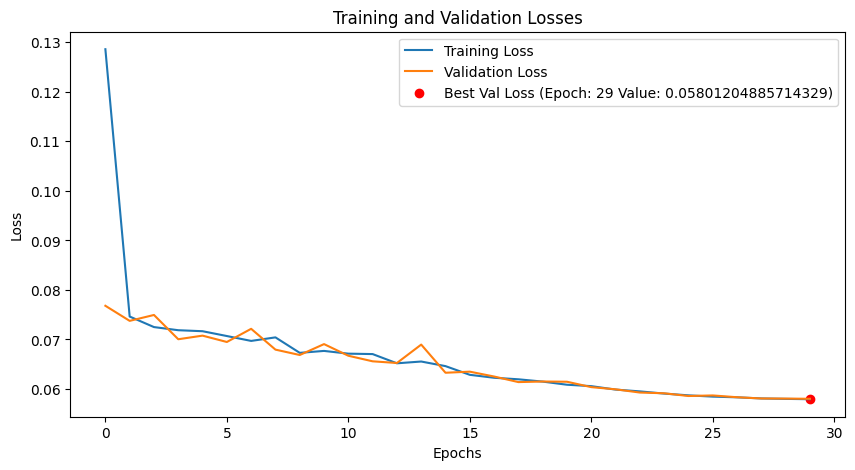 Training and Validation Losses
Training Loss
Validation Loss
Best Val Loss (Epoch: 29 Value: 0.05801204885714329)
0.13
0.12
0.11
0.10
0.09
0.08
0.07
0.06
Loss
0 5 10 15 20 25 30
Epochs